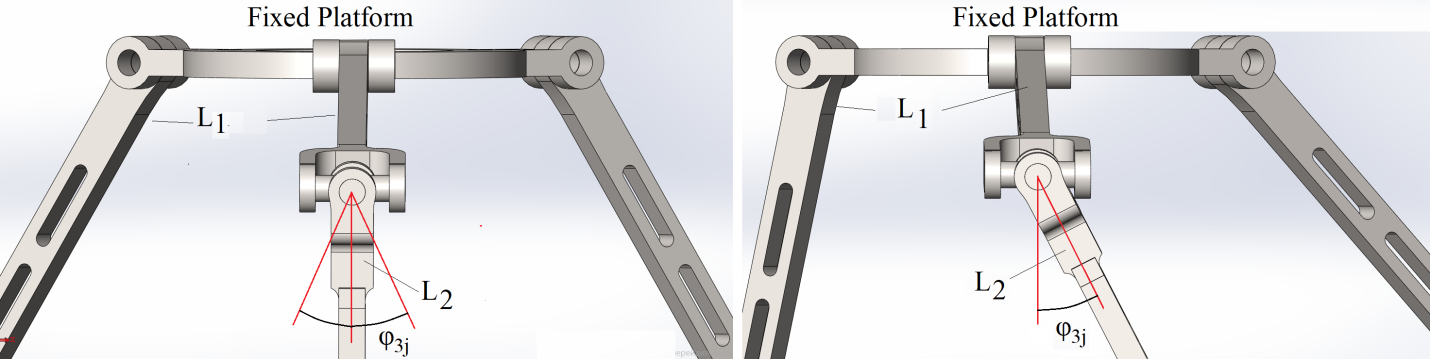 Fixed Platform
L1
L2
φ3j
Fixed Platform
L1
L2
φ3j